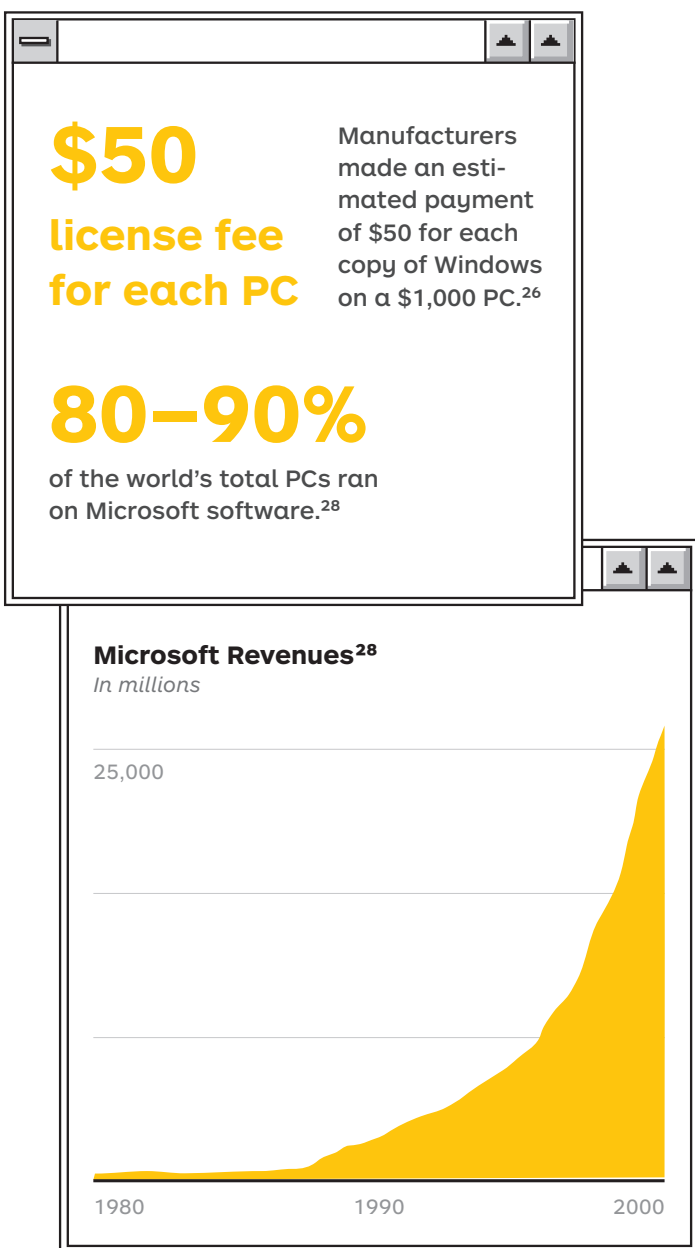 $50
license fee
for each PC
Manufacturers
made an esti-
mated payment
of $50 for each
copy of Windows
on a $1,000 PC.²⁶
80–90%
of the world’s total PCs ran
on Microsoft software.²⁸
Microsoft Revenues²⁸
In millions
25,000
1980
1990
2000